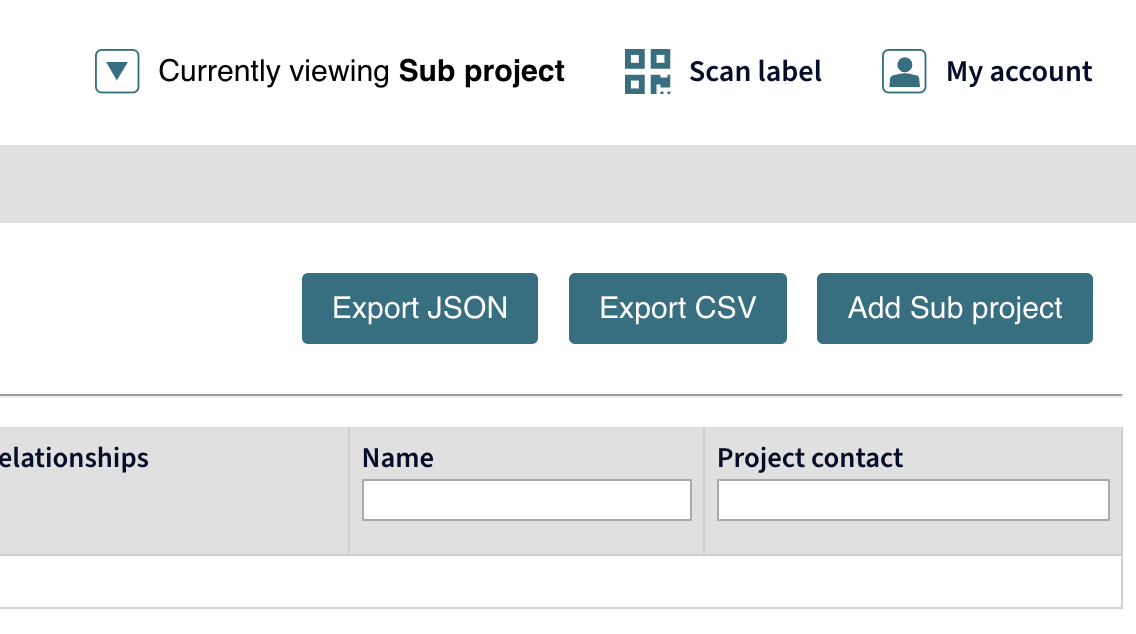 Currently viewing Sub project
Scan label
My account
Export JSON
Export CSV
Add Sub project
elationships
Name
Project contact